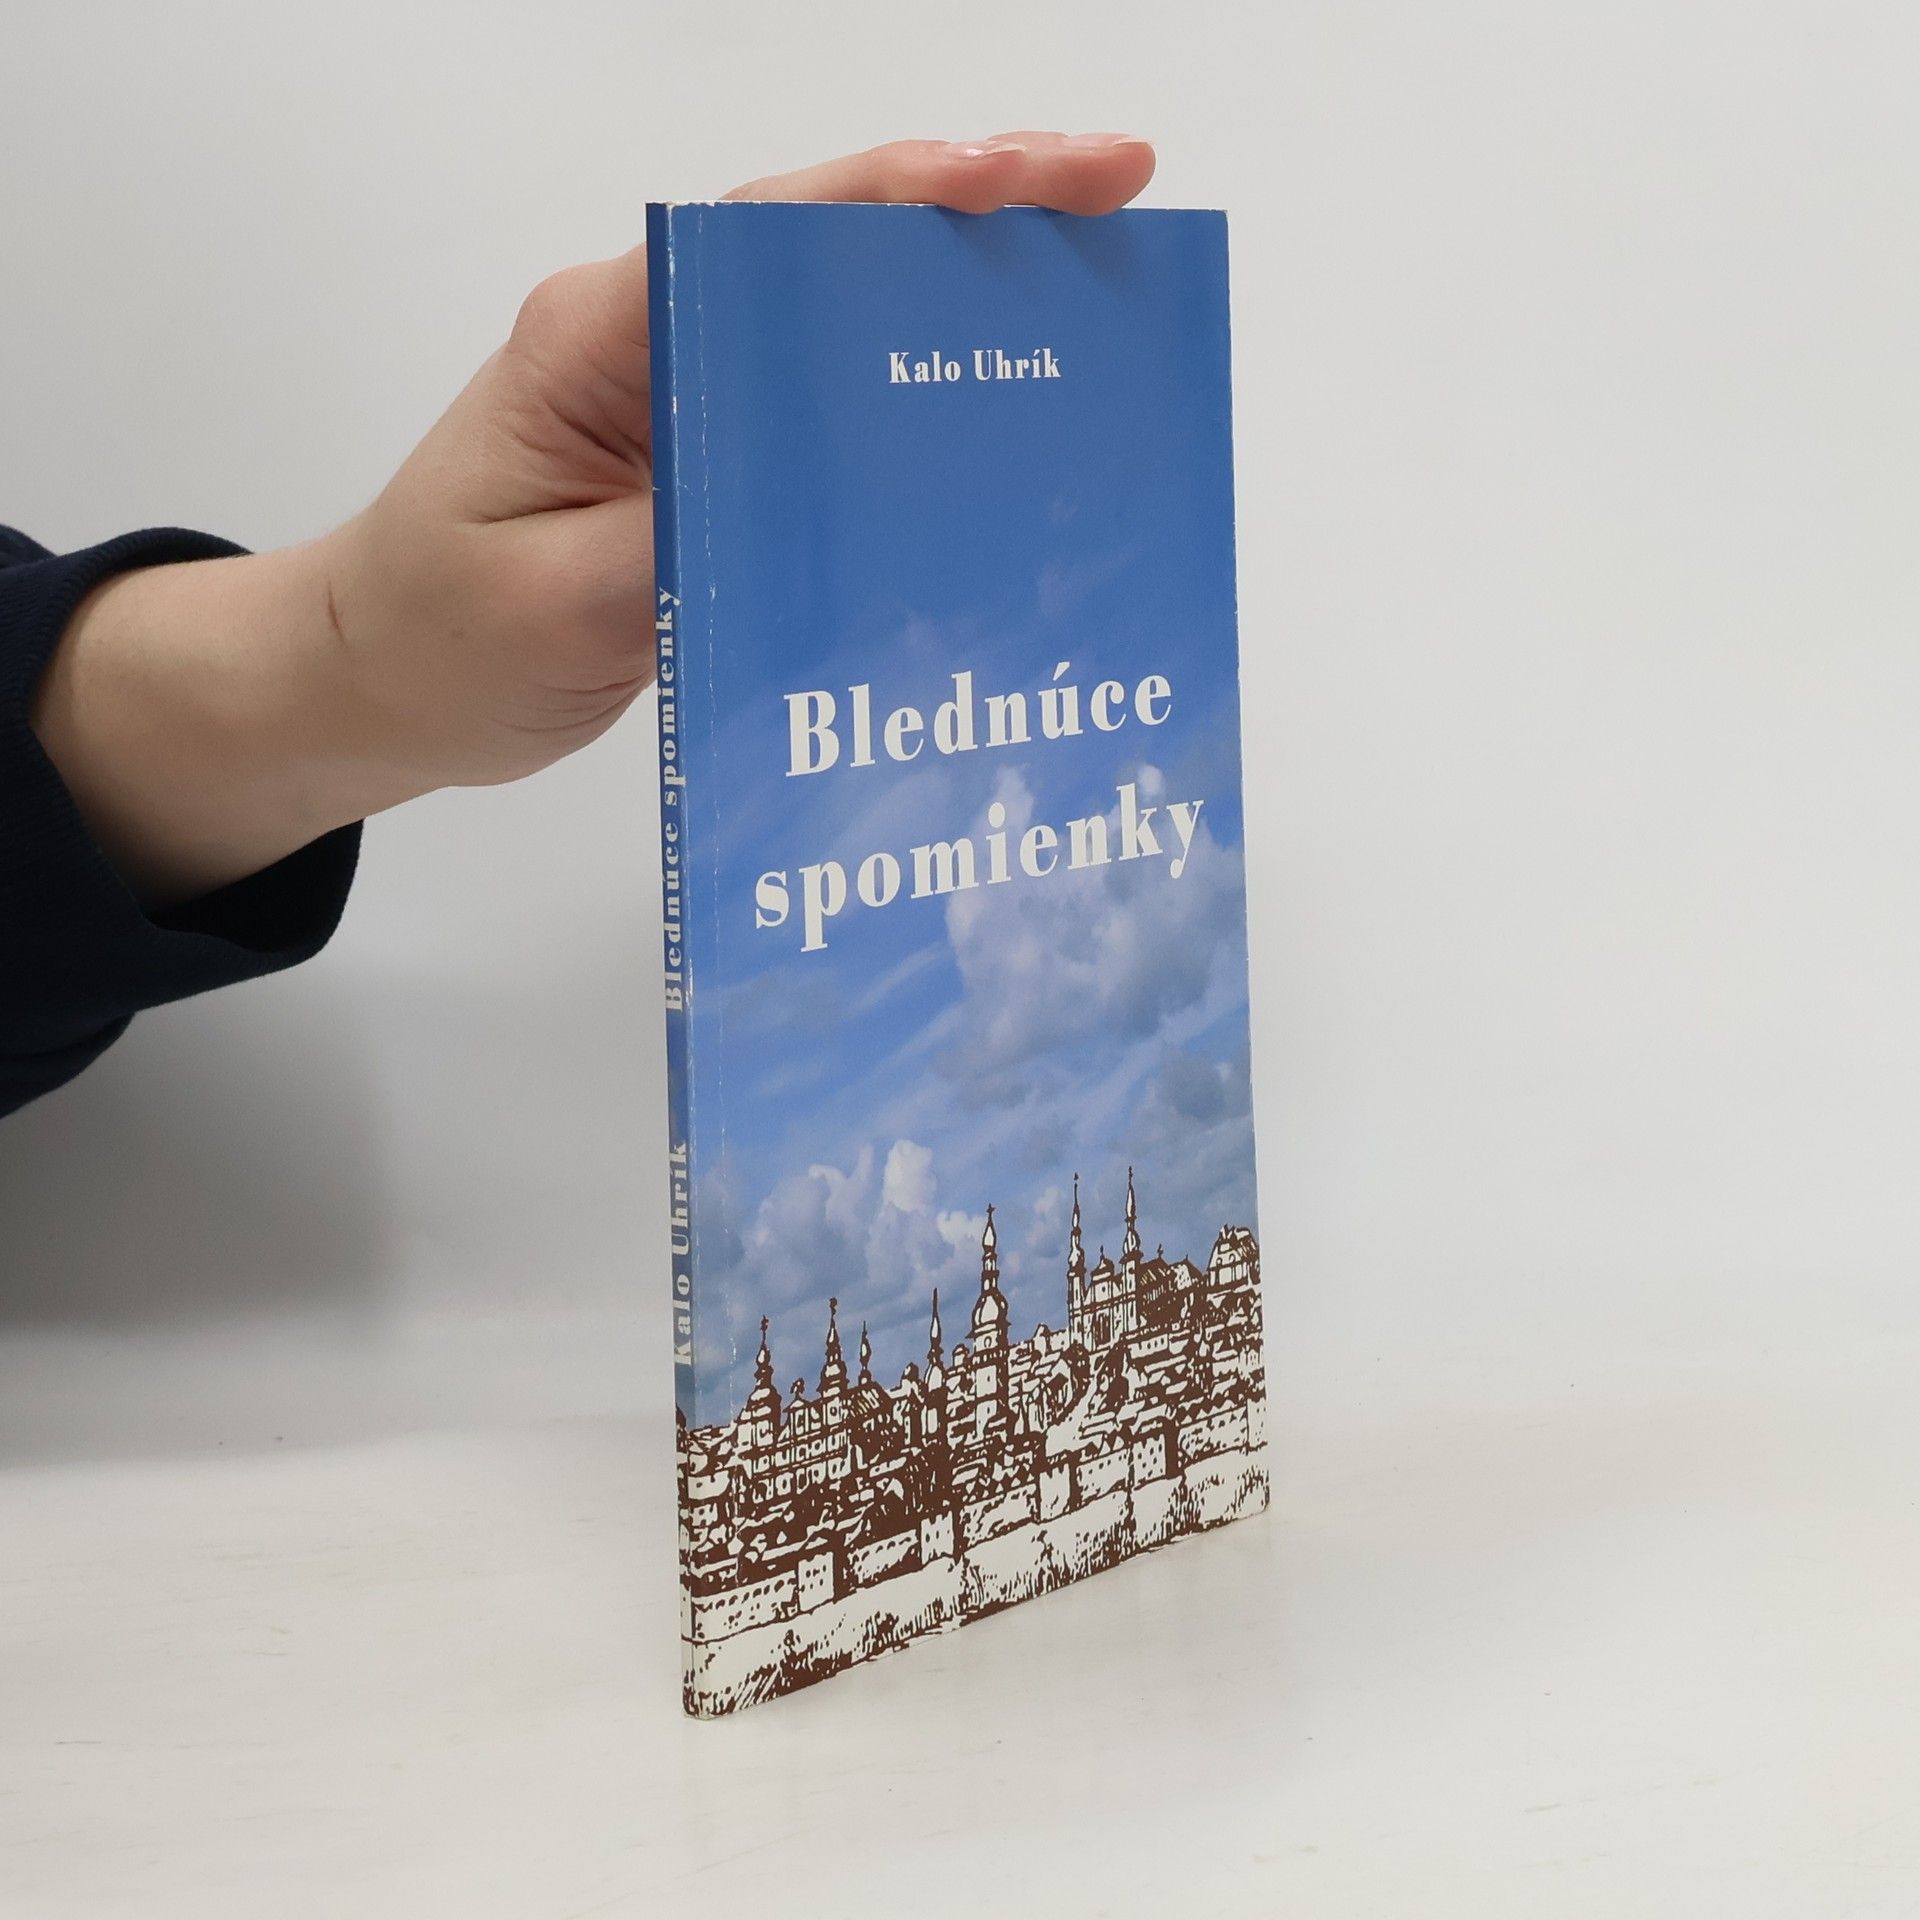 Kalo Uhrík
Blednúce
spomienky
Kalo Uhrík Blednúce spomienky